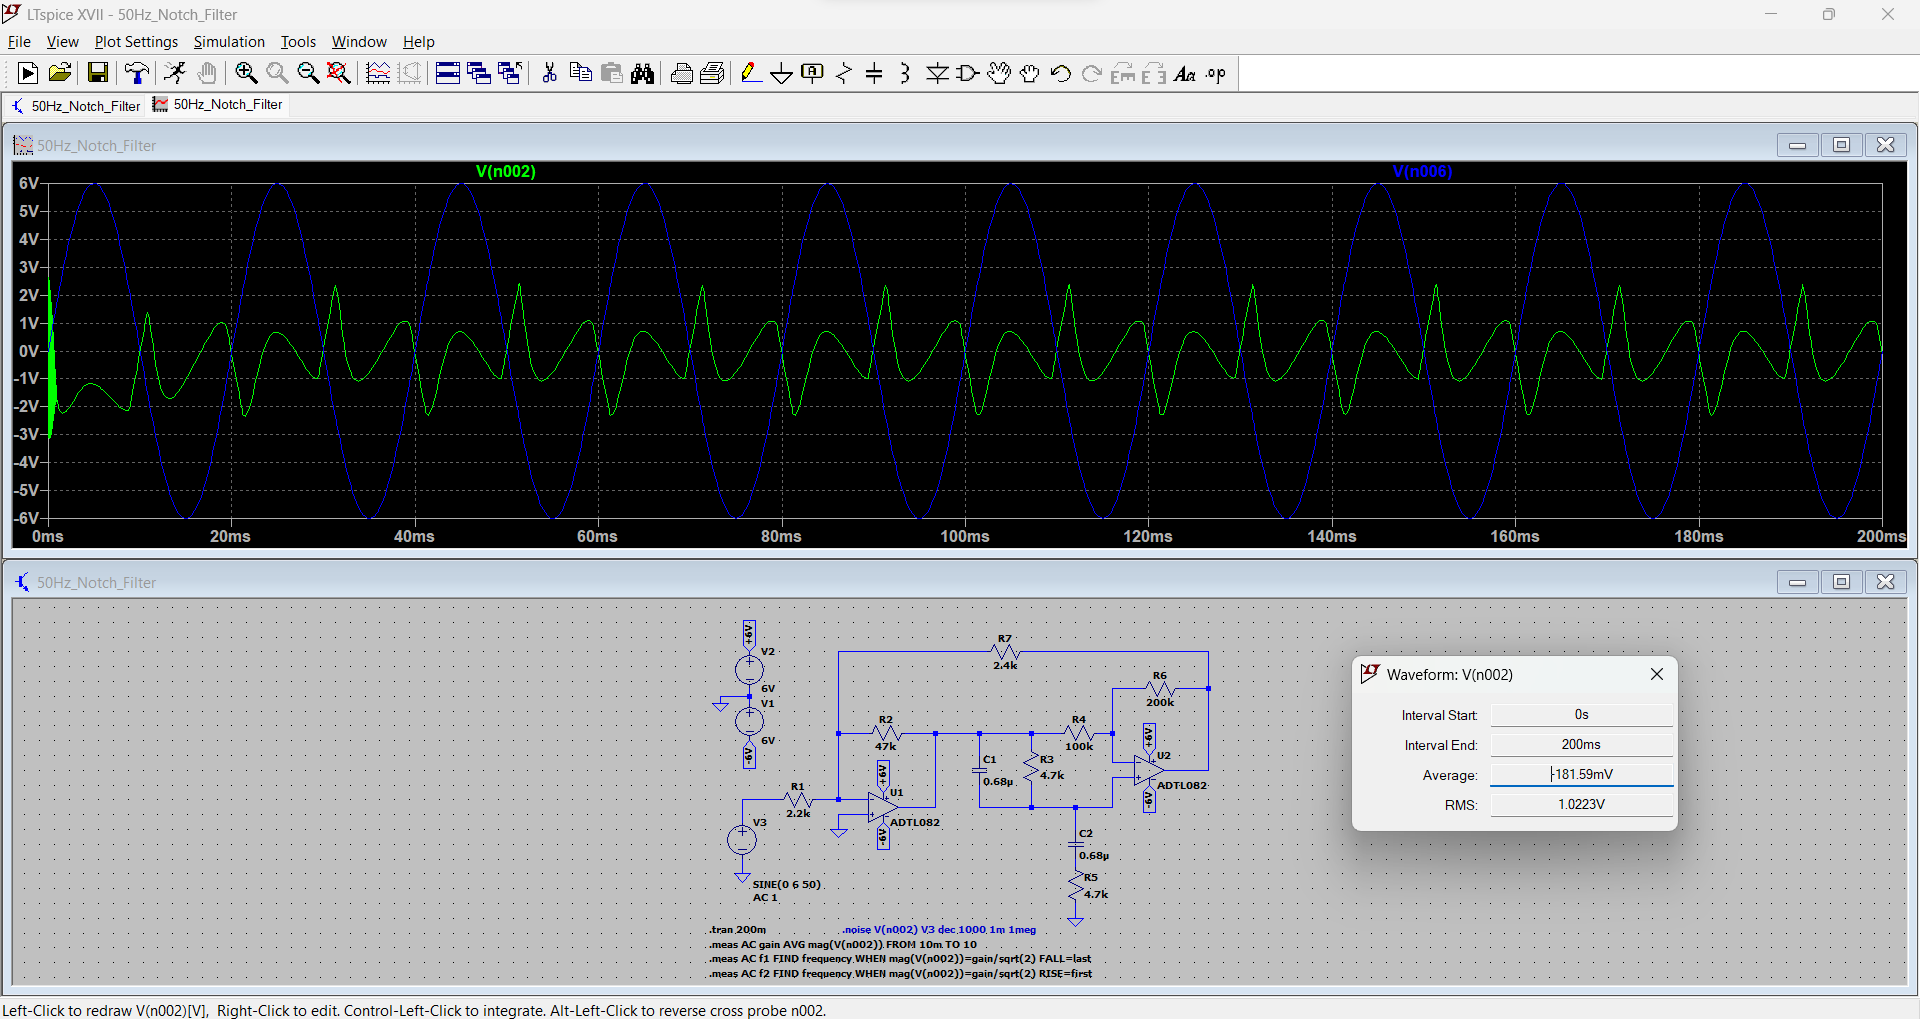 LTspice XVII - 50Hz_Notch_Filter
File View Plot Settings Simulation Tools Window Help
50Hz_Notch_Filter 50Hz_Notch_Filter
50Hz_Notch_Filter
V(n002) V(n006)
6V
5V
4V
3V
2V
1V
0V
-1V
-2V
-3V
-4V
-5V
-6V
0ms 20ms 40ms 60ms 80ms 100ms 120ms 140ms 160ms 180ms 200ms
50Hz_Notch_Filter
+6V
V2
6V
V1
6V
-6V
R7
2.4k
R6
200k
R2
47k
R4
100k
+6V
U2
ADTL082
-6V
C1
0.68µ
R3
4.7k
+6V
U1
ADTL082
-6V
R1
2.2k
V3
SINE(0 6 50)
AC 1
C2
0.68µ
R5
4.7k
.tran 200m .noise V(n002) V3 dec 1000 1m 1meg
.meas AC gain AVG mag(V(n002)) FROM 10m TO 10
.meas AC f1 FIND frequency WHEN mag(V(n002))=gain/sqrt(2) FALL=last
.meas AC f2 FIND frequency WHEN mag(V(n002))=gain/sqrt(2) RISE=first
Waveform: V(n002)
Interval Start: 0s
Interval End: 200ms
Average: -181.59mV
RMS: 1.0223V
Left-Click to redraw V(n002)[V], Right-Click to edit. Control-Left-Click to integrate. Alt-Left-Click to reverse cross probe n002.